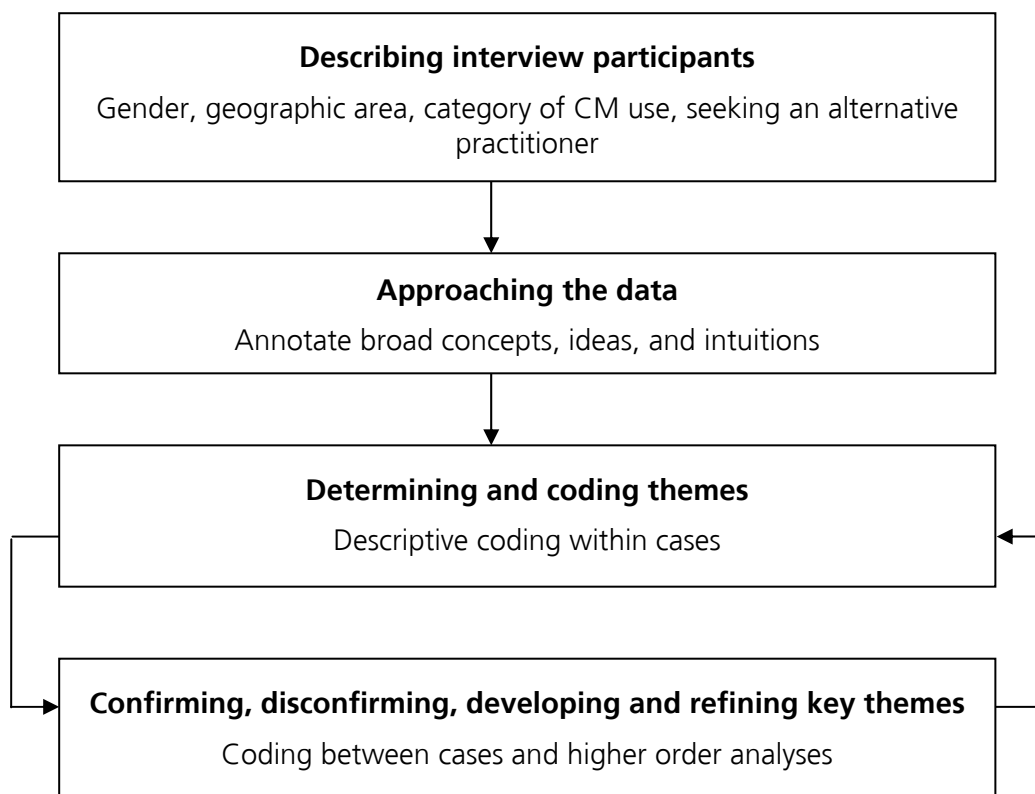 Describing interview participants
Gender, geographic area, category of CM use, seeking an alternative
practitioner
Approaching the data
Annotate broad concepts, ideas, and intuitions
Determining and coding themes
Descriptive coding within cases
Confirming, disconfirming, developing and refining key themes
Coding between cases and higher order analyses